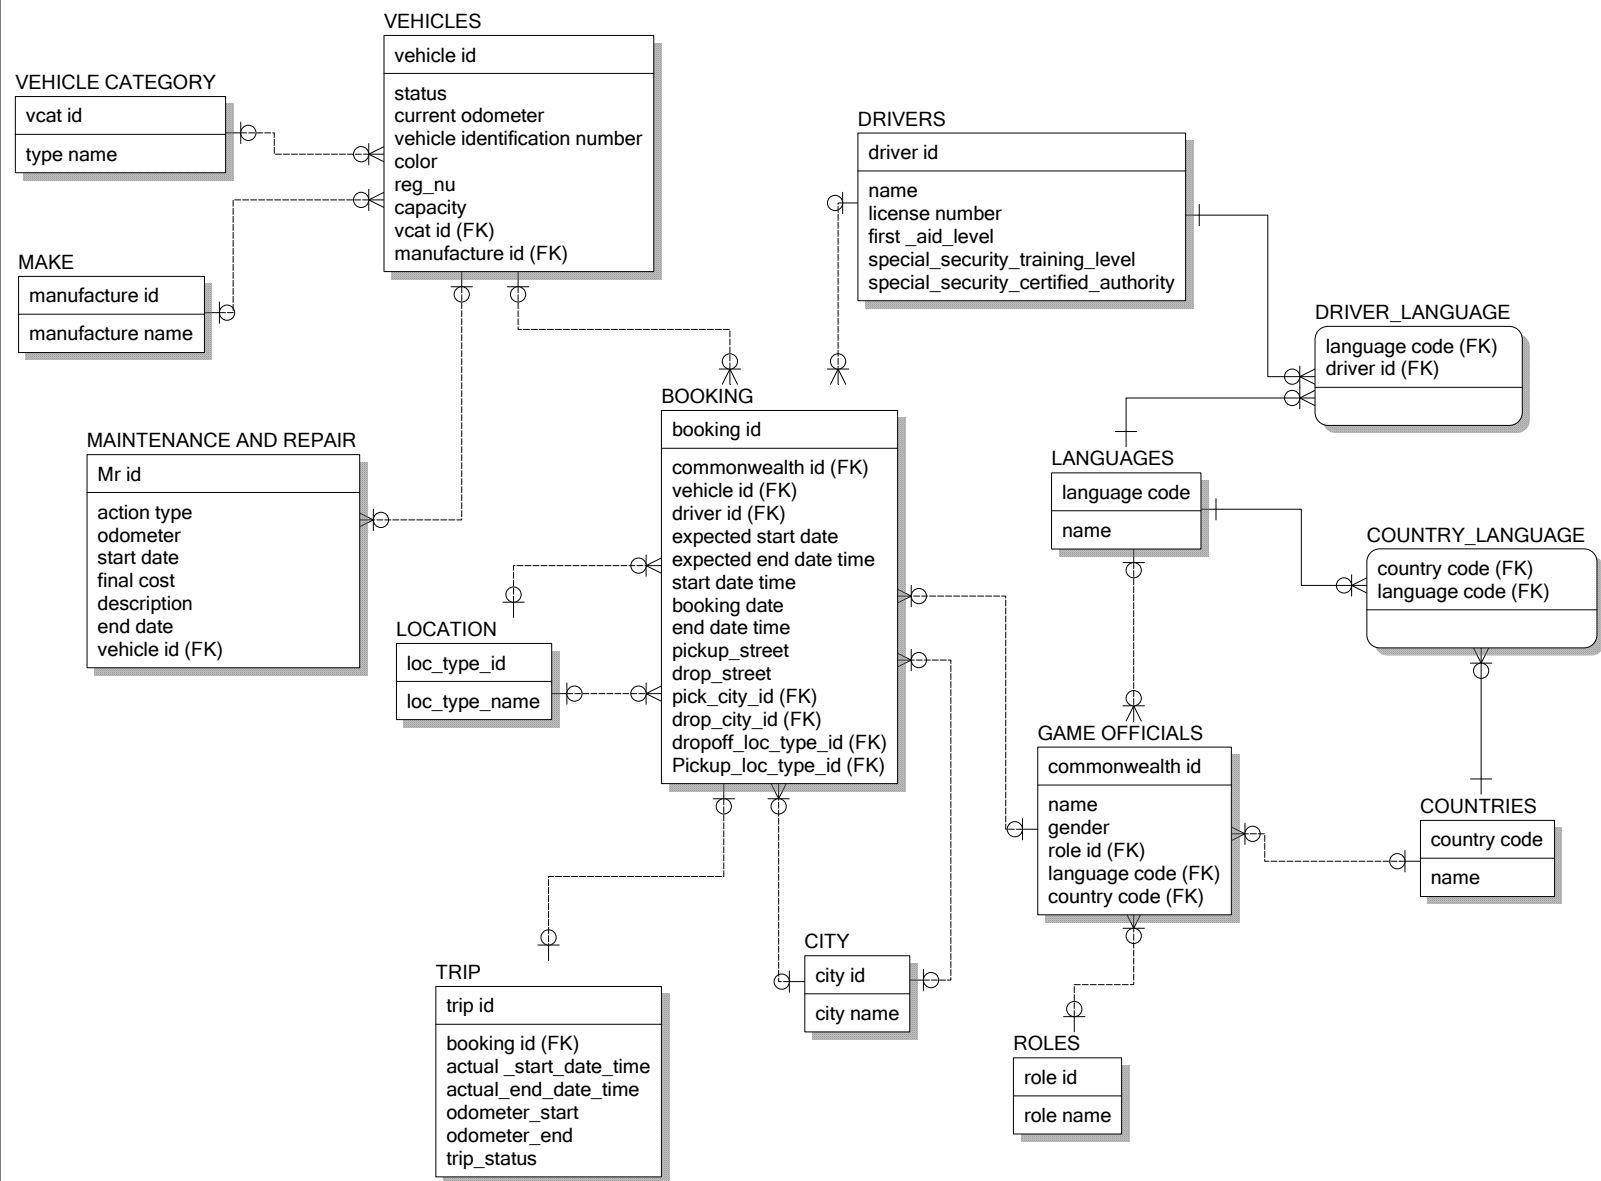 VEHICLES
vehicle id
status
current odometer
vehicle identification number
color
reg_nu
capacity
vcat id (FK)
manufacture id (FK)
VEHICLE CATEGORY
vcat id
type name
MAKE
manufacture id
manufacture name
DRIVERS
driver id
name
license number
first _aid_level
special_security_training_level
special_security_certified_authority
DRIVER_LANGUAGE
language code (FK)
driver id (FK)
MAINTENANCE AND REPAIR
Mr id
action type
odometer
start date
final cost
description
end date
vehicle id (FK)
BOOKING
booking id
commonwealth id (FK)
vehicle id (FK)
driver id (FK)
expected start date
expected end date time
start date time
booking date
end date time
pickup_street
drop_street
pick_city_id (FK)
drop_city_id (FK)
dropoff_loc_type_id (FK)
Pickup_loc_type_id (FK)
LANGUAGES
language code
name
COUNTRY_LANGUAGE
country code (FK)
language code (FK)
LOCATION
loc_type_id
loc_type_name
GAME OFFICIALS
commonwealth id
name
gender
role id (FK)
language code (FK)
country code (FK)
COUNTRIES
country code
name
TRIP
trip id
booking id (FK)
actual _start_date_time
actual_end_date_time
odometer_start
odometer_end
trip_status
CITY
city id
city name
ROLES
role id
role name